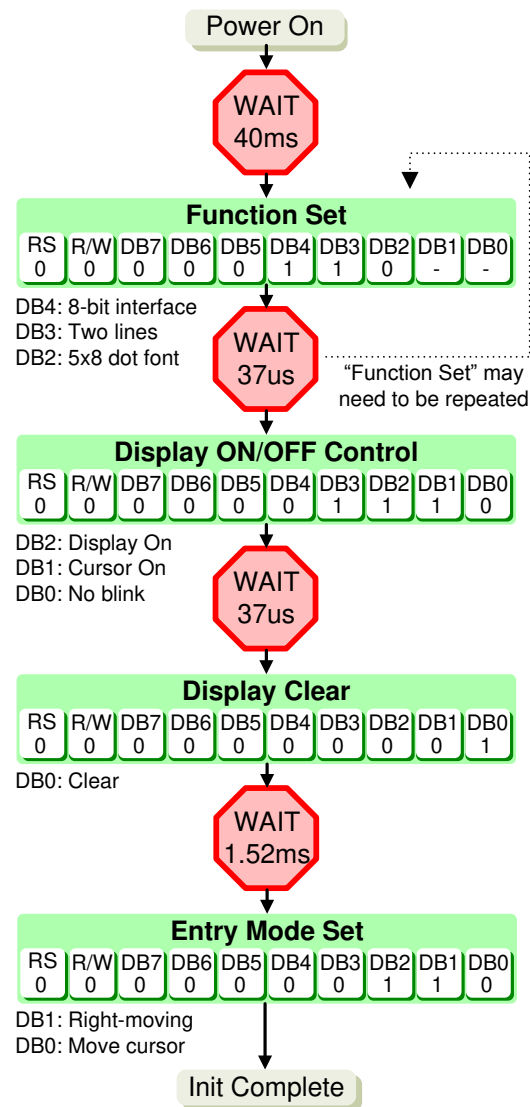 Power On
WAIT
40ms
Function Set
RS R/W DB7 DB6 DB5 DB4 DB3 DB2 DB1 DB0
0 0 0 0 0 1 1 0 - -
DB4: 8-bit interface
DB3: Two lines
DB2: 5x8 dot font
WAIT
37us
“Function Set” may
need to be repeated
Display ON/OFF Control
RS R/W DB7 DB6 DB5 DB4 DB3 DB2 DB1 DB0
0 0 0 0 0 0 1 1 1 0
DB2: Display On
DB1: Cursor On
DB0: No blink
WAIT
37us
Display Clear
RS R/W DB7 DB6 DB5 DB4 DB3 DB2 DB1 DB0
0 0 0 0 0 0 0 0 0 1
DB0: Clear
WAIT
1.52ms
Entry Mode Set
RS R/W DB7 DB6 DB5 DB4 DB3 DB2 DB1 DB0
0 0 0 0 0 0 0 1 1 0
DB1: Right-moving
DB0: Move cursor
Init Complete